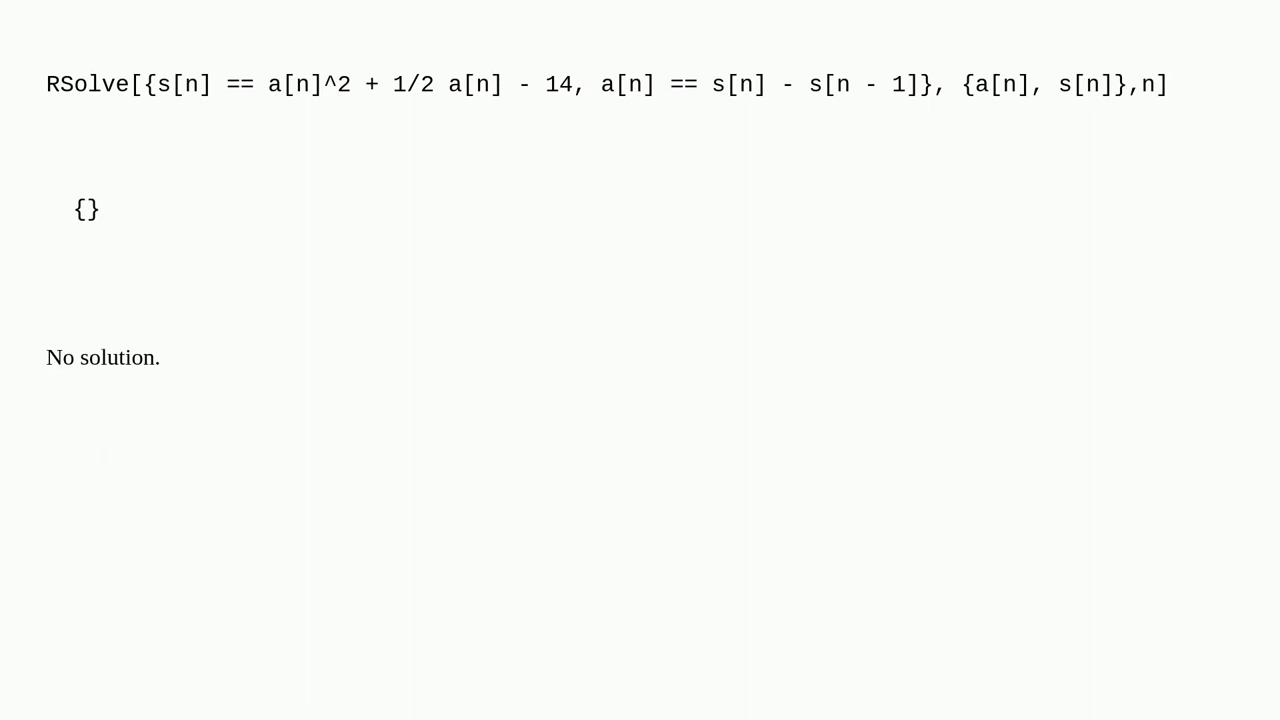 RSolve[{s[n] == a[n]^2 + 1/2 a[n] - 14, a[n] == s[n] - s[n - 1]}, {a[n], s[n]},n]
{}
No solution.